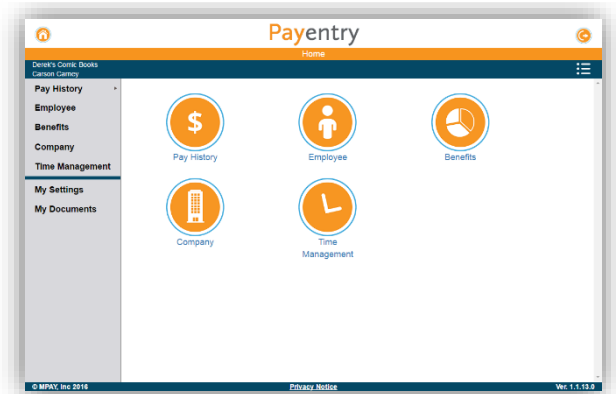 Payentry
Home
Derek's Comic Books
Carson Carney
Pay History
Employee
Benefits
Company
Time Management
My Settings
My Documents
$
Pay History
Employee
Benefits
Company
Time
Management
© MPAY, Inc 2016
Privacy Notice
Ver. 1.1.13.0